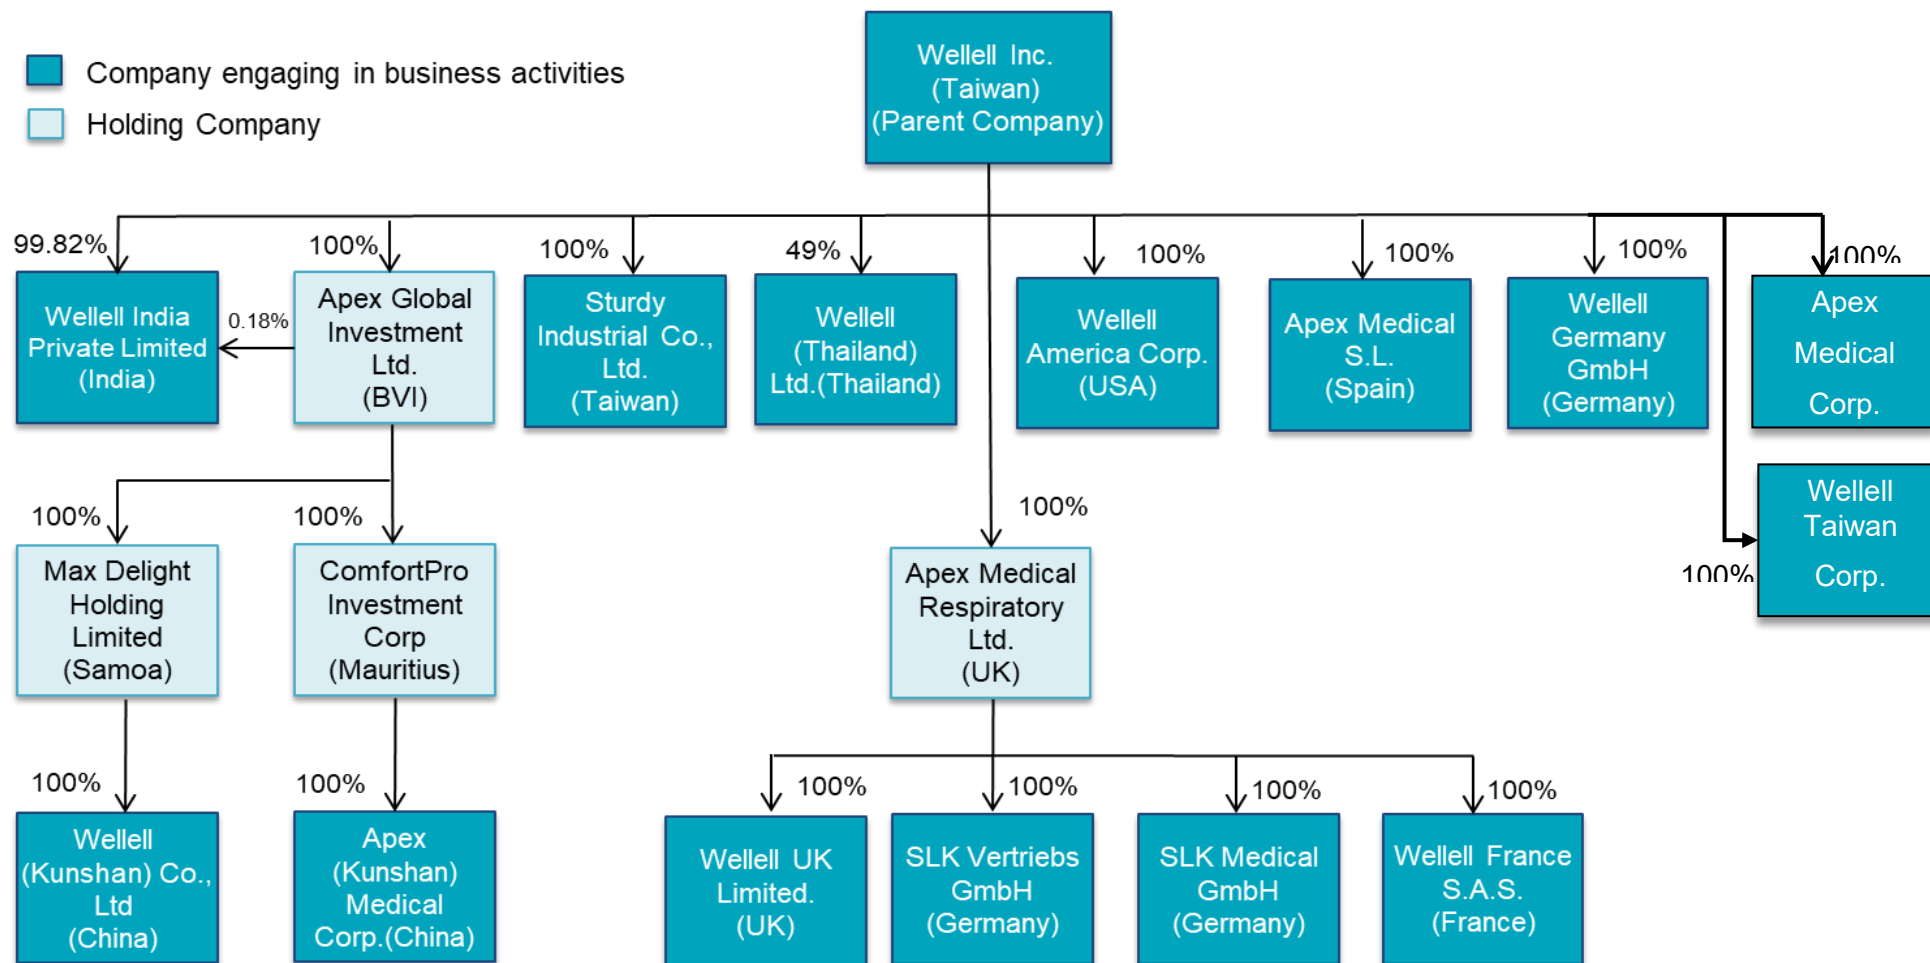 Wellell Inc.
(Taiwan)
(Parent Company)
Company engaging in business activities
Holding Company
99.82%
100%
100%
49%
100%
100%
100%
100%
Wellell India
Private Limited
(India)
0.18%
Apex Global
Investment
Ltd.
(BVI)
Sturdy
Industrial Co.,
Ltd.
(Taiwan)
Wellell
(Thailand)
Ltd.(Thailand)
Wellell
America Corp.
(USA)
Apex Medical
S.L.
(Spain)
Wellell
Germany
GmbH
(Germany)
Apex
Medical
Corp.
100%
100%
100%
100%
Max Delight
Holding
Limited
(Samoa)
ComfortPro
Investment
Corp
(Mauritius)
Apex Medical
Respiratory
Ltd.
(UK)
Wellell
Taiwan
Corp.
100%
100%
100%
100%
100%
100%
Wellell
(Kunshan) Co.,
Ltd
(China)
Apex
(Kunshan)
Medical
Corp.(China)
Wellell UK
Limited.
(UK)
SLK Vertriebs
GmbH
(Germany)
SLK Medical
GmbH
(Germany)
Wellell France
S.A.S.
(France)